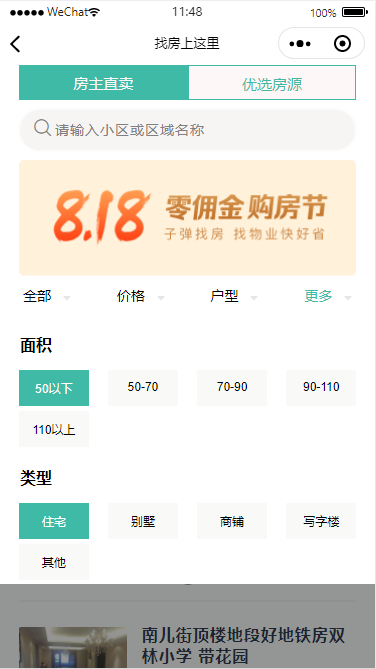 WeChat 11:48 100%
找房上这里
房主直卖 优选房源
请输入小区或区域名称
8.18 零佣金 购房节
子弹找房 找物业快好省
全部 价格 户型 更多
面积
50以下 50-70 70-90 90-110
110以上
类型
住宅 别墅 商铺 写字楼
其他
南儿街顶楼地段好地铁房双
林小学 带花园